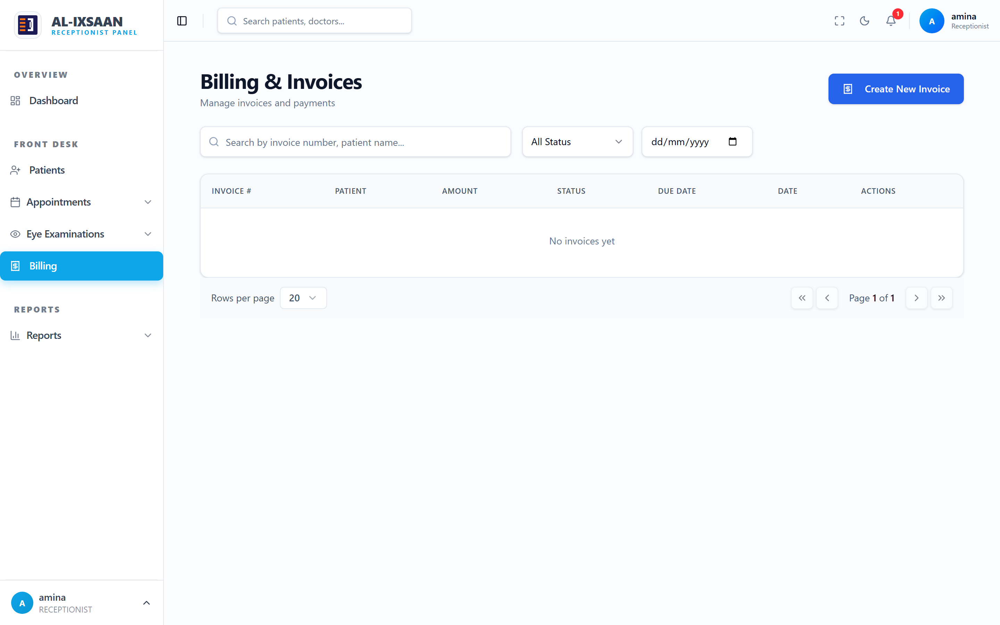 AL-IXSAAN
RECEPTIONIST PANEL
OVERVIEW
Dashboard
FRONT DESK
Patients
Appointments
Eye Examinations
Billing
REPORTS
Reports
A
amina
RECEPTIONIST
Search patients, doctors...
1
A
amina
Receptionist
Billing & Invoices
Manage invoices and payments
Create New Invoice
Search by invoice number, patient name...
All Status
dd/mm/yyyy
INVOICE # PATIENT AMOUNT STATUS DUE DATE DATE ACTIONS
No invoices yet
Rows per page 20
Page 1 of 1